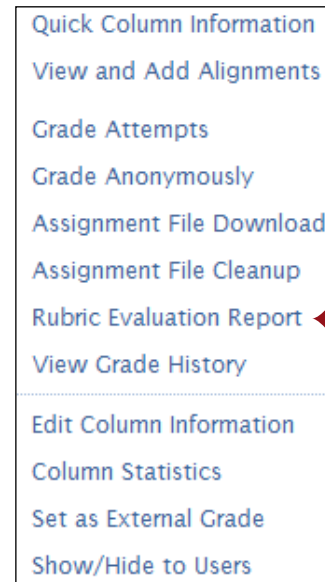 Quick Column Information
View and Add Alignments
Grade Attempts
Grade Anonymously
Assignment File Download
Assignment File Cleanup
Rubric Evaluation Report
View Grade History
Edit Column Information
Column Statistics
Set as External Grade
Show/Hide to Users